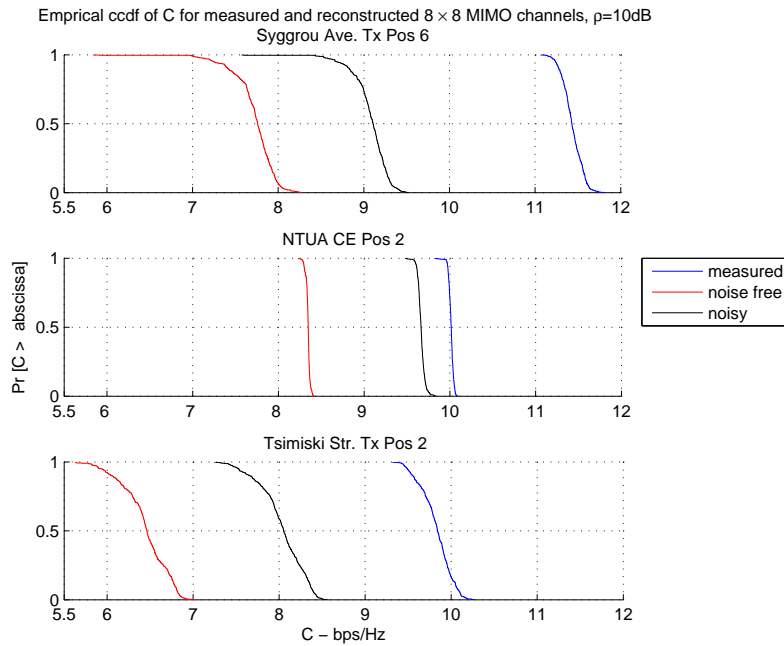 Emprical ccdf of C for measured and reconstructed 8 × 8 MIMO channels, ρ=10dB
Syggrou Ave. Tx Pos 6
1
0.5
0
5.5 6 7 8 9 10 11 12
NTUA CE Pos 2
1
0.5
0
5.5 6 7 8 9 10 11 12
Pr [C > abscissa]
measured
noise free
noisy
Tsimiski Str. Tx Pos 2
1
0.5
0
5.5 6 7 8 9 10 11 12
C − bps/Hz